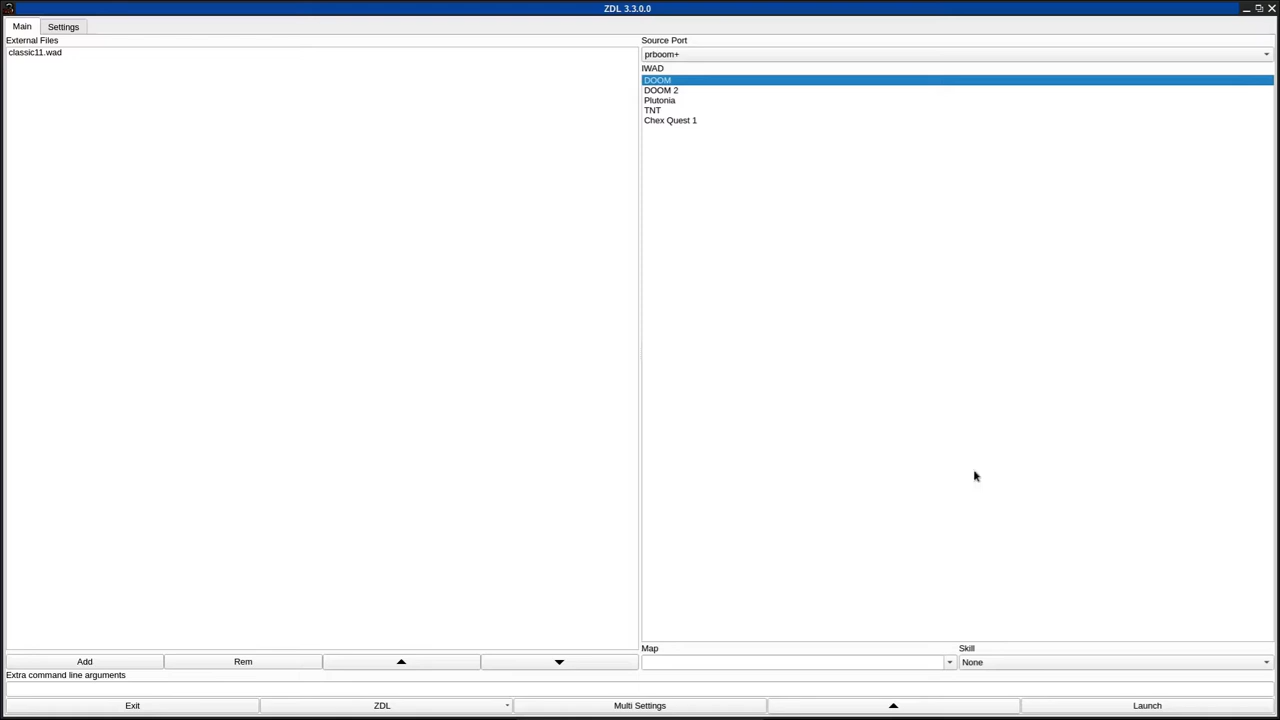 ZDL 3.3.0.0
Main
Settings
External Files
classic11.wad
Source Port
prboom+
IWAD
DOOM
DOOM 2
Plutonia
TNT
Chex Quest 1
Map
Skill
None
Add
Rem
Extra command line arguments
Exit
ZDL
Multi Settings
Launch